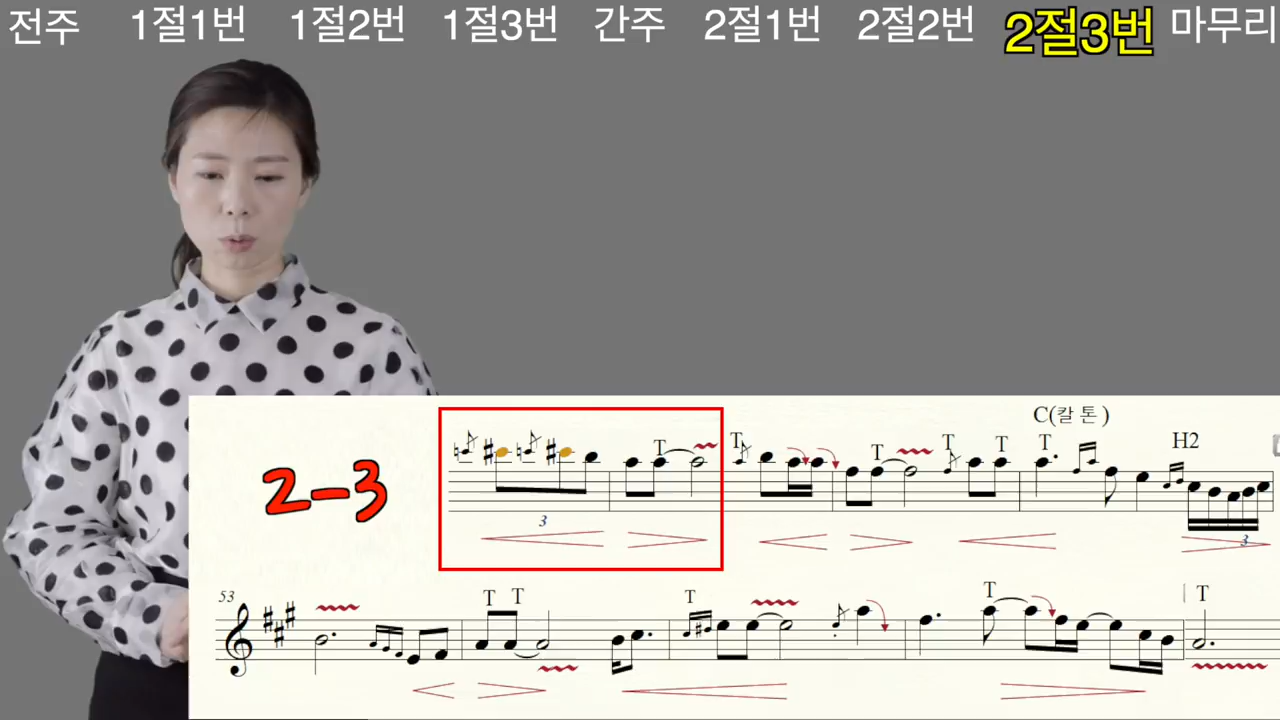 전주 1절1번 1절2번 1절3번 간주 2절1번 2절2번 2절3번 마무리
C(칼 톤)
T T T T T T H2
2-3
3 3
53
T T T T T